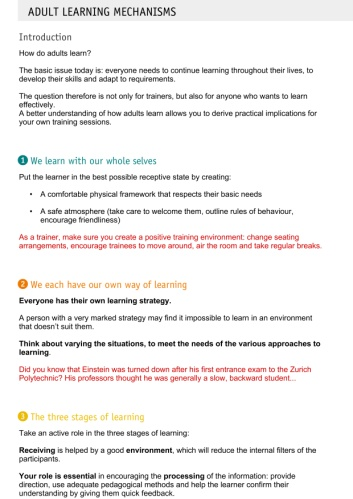 ADULT LEARNING MECHANISMS
Introduction
How do adults learn?
The basic issue today is: everyone needs to continue learning throughout their lives, to
develop their skills and adapt to requirements.
The question therefore is not only for trainers, but also for anyone who wants to learn
effectively.
A better understanding of how adults learn allows you to derive practical implications for
your own training sessions.
1 We learn with our whole selves
Put the learner in the best possible receptive state by creating:
• A comfortable physical framework that respects their basic needs
• A safe atmosphere (take care to welcome them, outline rules of behaviour,
encourage friendliness)
As a trainer, make sure you create a positive training environment: change seating
arrangements, encourage trainees to move around, air the room and take regular breaks.
2 We each have our own way of learning
Everyone has their own learning strategy.
A person with a very marked strategy may find it impossible to learn in an environment
that doesn't suit them.
Think about varying the situations, to meet the needs of the various approaches to
learning.
Did you know that Einstein was turned down after his first entrance exam to the Zurich
Polytechnic? His professors thought he was generally a slow, backward student...
3 The three stages of learning
Take an active role in the three stages of learning:
Receiving is helped by a good environment, which will reduce the internal filters of the
participants.
Your role is essential in encouraging the processing of the information: provide
direction, use adequate pedagogical methods and help the learner confirm their
understanding by giving them quick feedback.